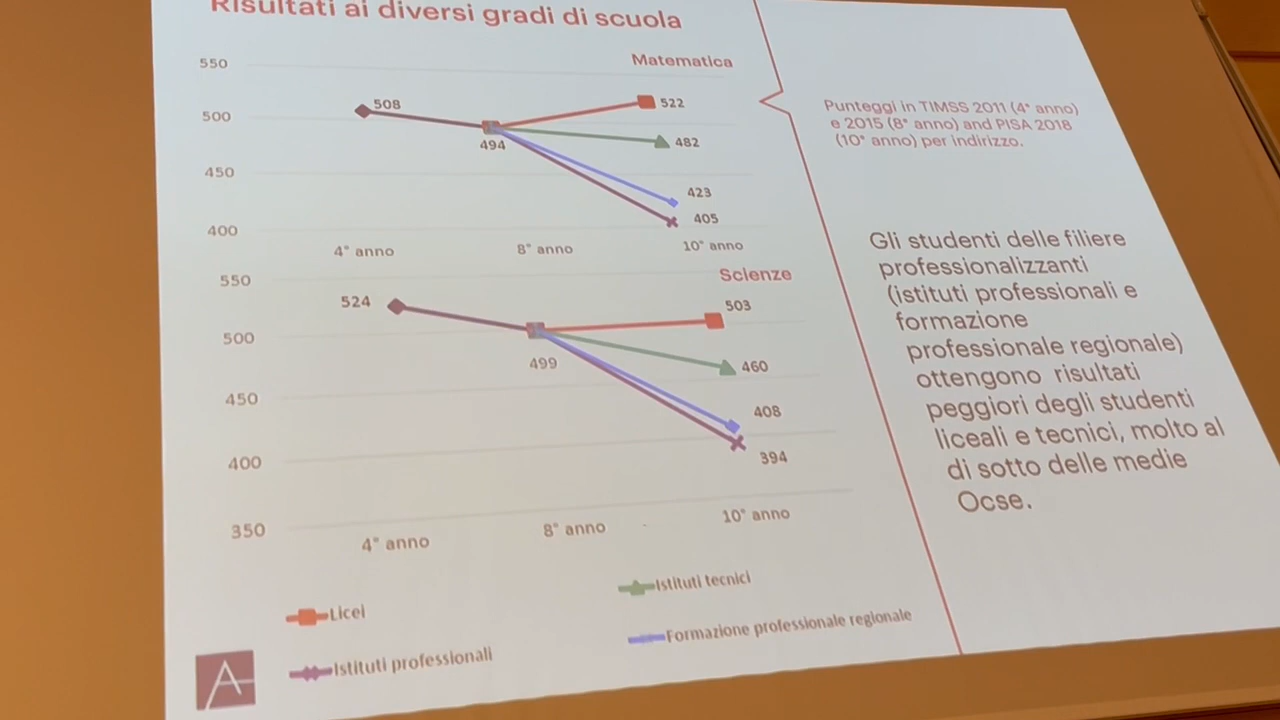 Risultati ai diversi gradi di scuola
Matematica
550
500
450
400
508
494
522
482
423
405
4° anno
8° anno
10° anno
Scienze
550
500
450
400
350
524
499
503
460
408
394
4° anno
8° anno
10° anno
Licei
Istituti tecnici
Istituti professionali
Formazione professionale regionale
Punteggi in TIMSS 2011 (4° anno)
e 2015 (8° anno) and PISA 2018
(10° anno) per indirizzo.
Gli studenti delle filiere
professionalizzanti
(istituti professionali e
formazione
professionale regionale)
ottengono risultati
peggiori degli studenti
liceali e tecnici, molto al
di sotto delle medie
Ocse.
A